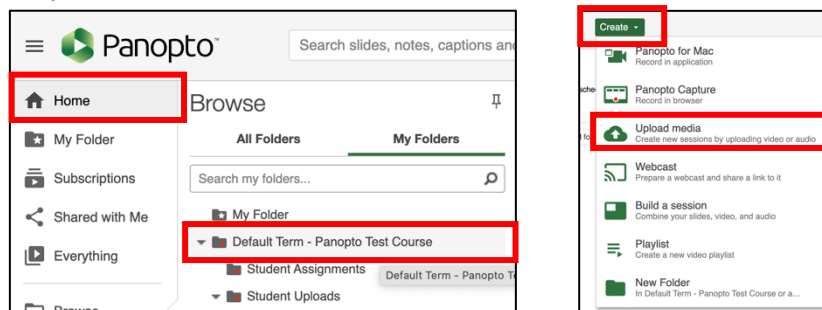 Panopto
Search slides, notes, captions an
Home
My Folder
Subscriptions
Shared with Me
Everything
Browse
All Folders
My Folders
Search my folders...
My Folder
Default Term - Panopto Test Course
Student Assignments
Default Term - Panopto T
Student Uploads
Create
Panopto for Mac
Record in application
Panopto Capture
Record in browser
Upload media
Create new sessions by uploading video or audio
Webcast
Prepare a webcast and share a link to it
Build a session
Combine your slides, video, and audio
Playlist
Create a new video playlist
New Folder
In Default Term - Panopto Test Course or a...